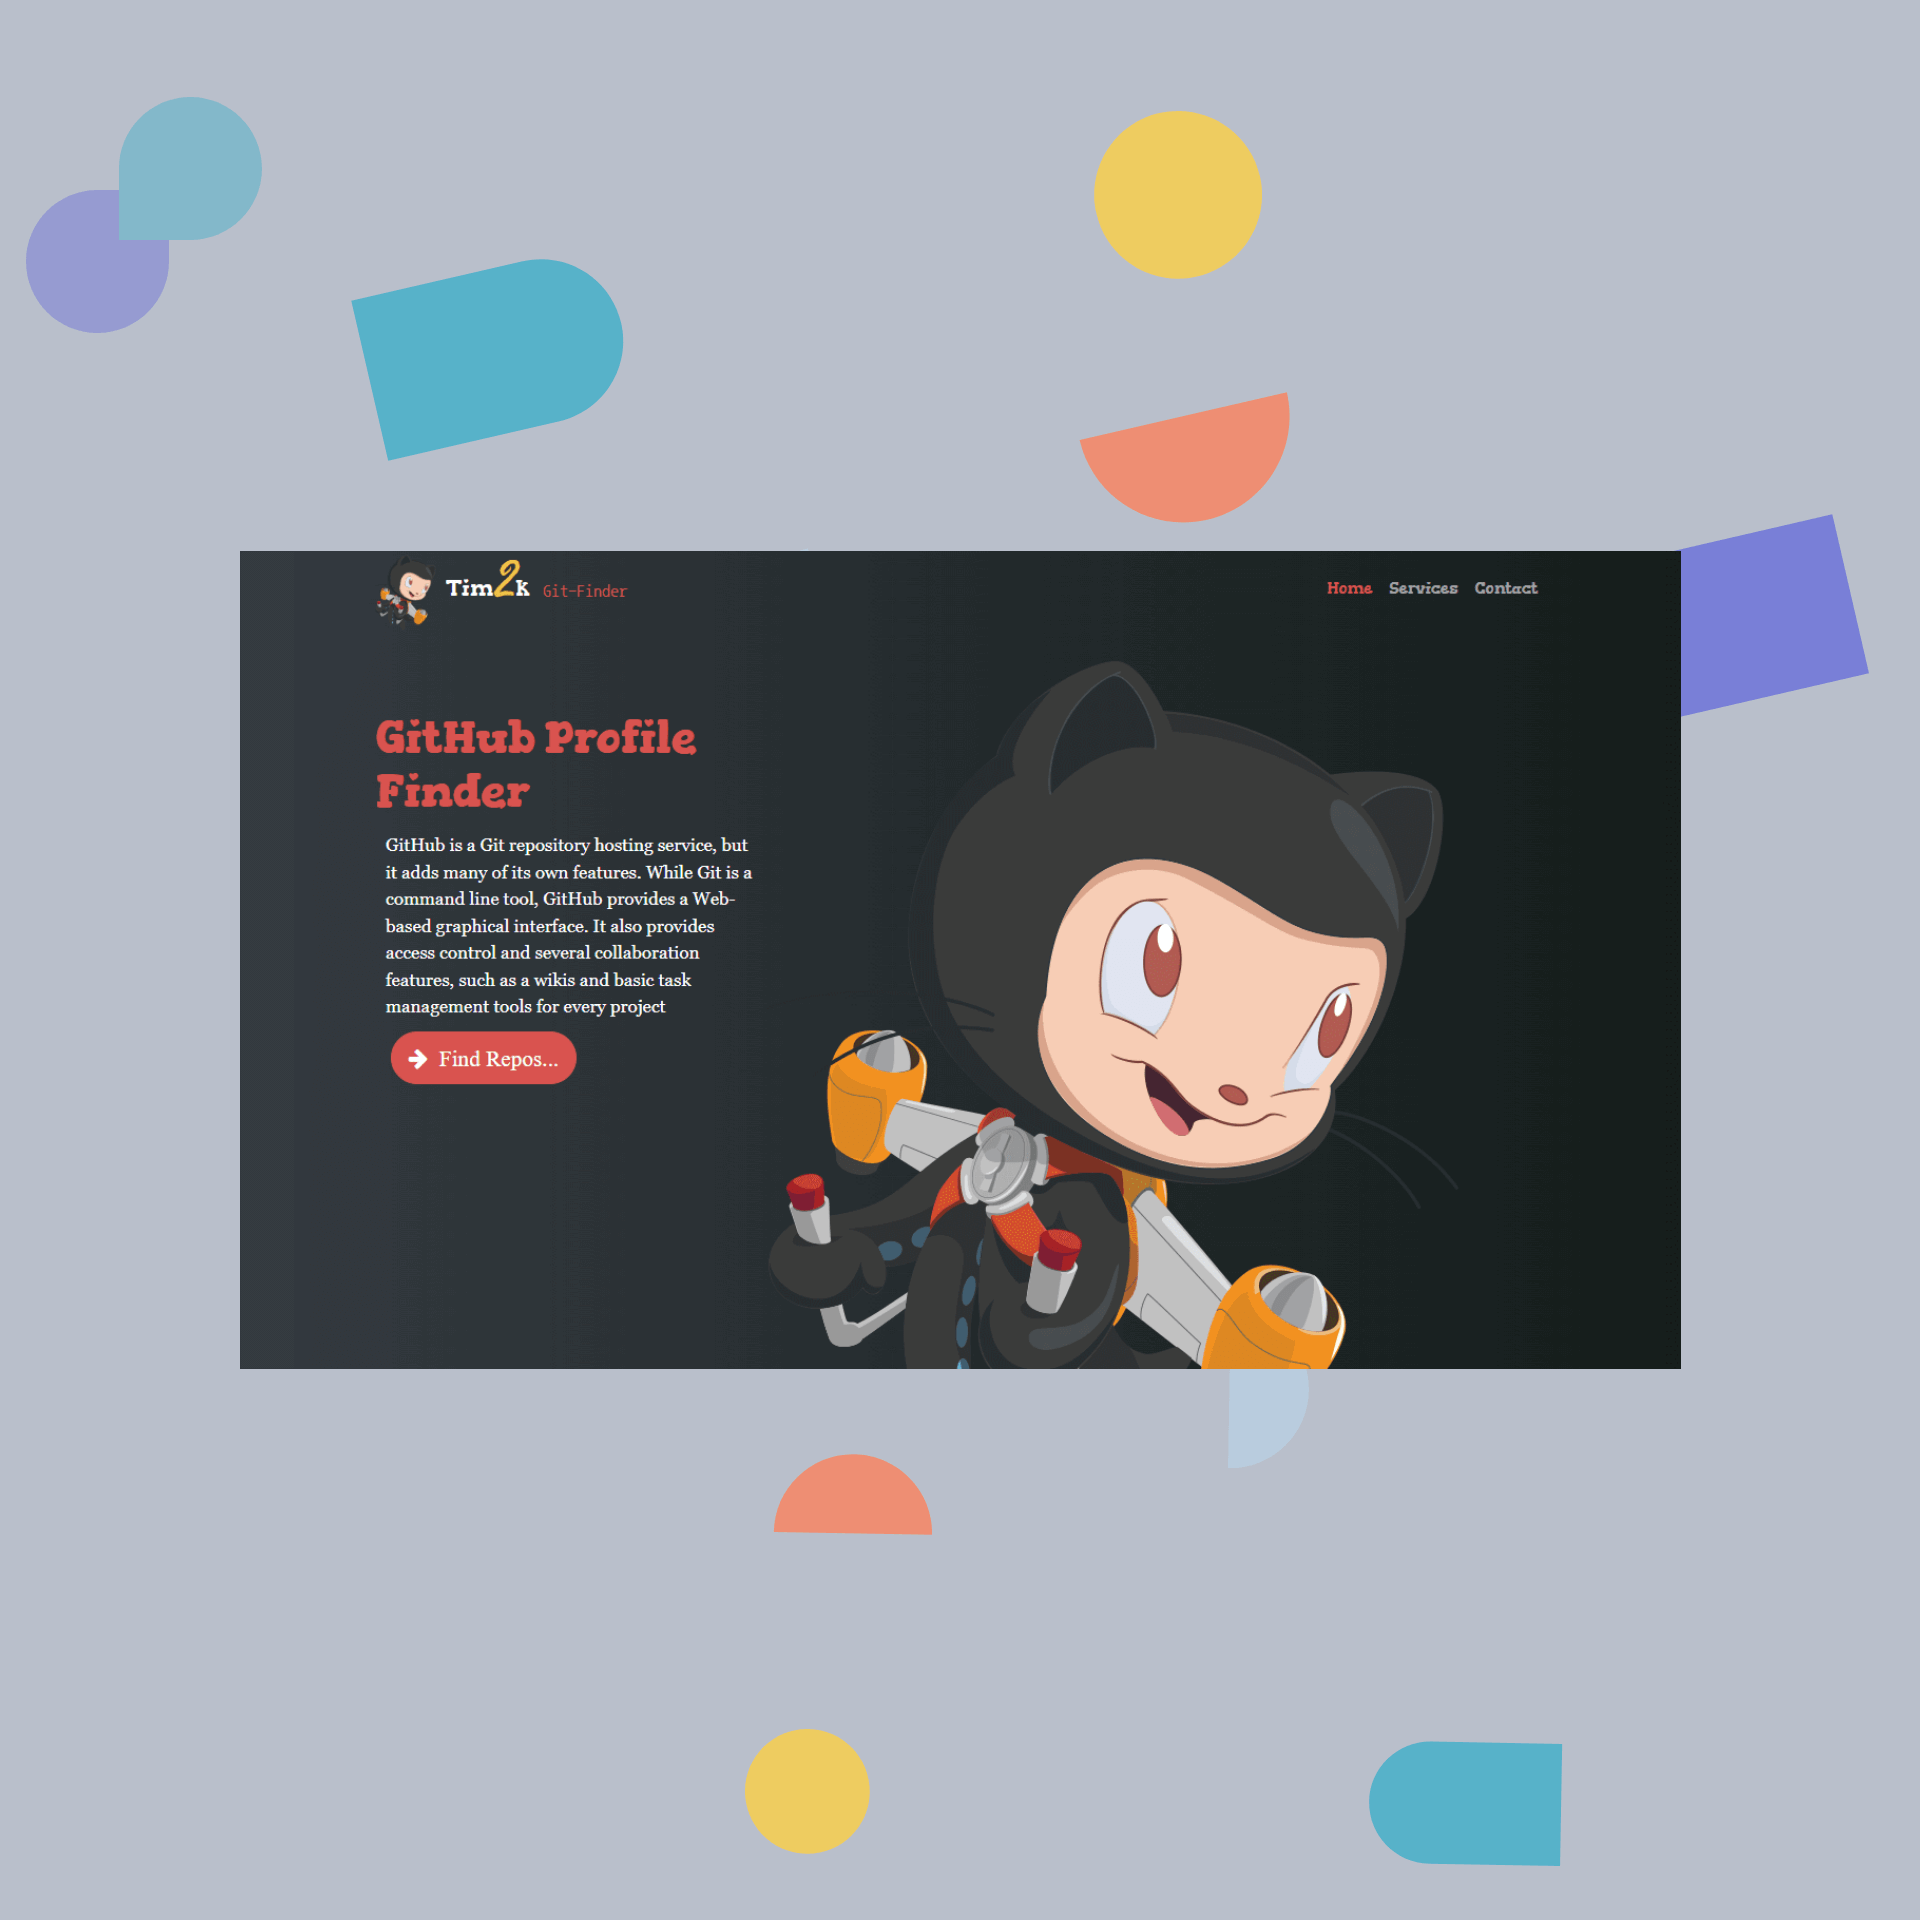 Tim2k Git-Finder
Home Services Contact
GitHub Profile
Finder
GitHub is a Git repository hosting service, but
it adds many of its own features. While Git is a
command line tool, GitHub provides a Web-
based graphical interface. It also provides
access control and several collaboration
features, such as a wikis and basic task
management tools for every project
Find Repos...